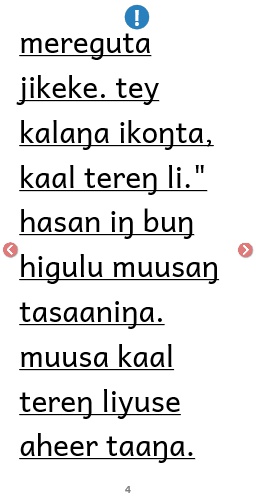 mereguta
jikeke. tey
kalaŋa ikoŋta,
kaal tereŋ li."
hasan iŋ buŋ
higulu muusaŋ
tasaaniŋa.
muusa kaal
tereŋ liyuse
aheer taaŋa.
4